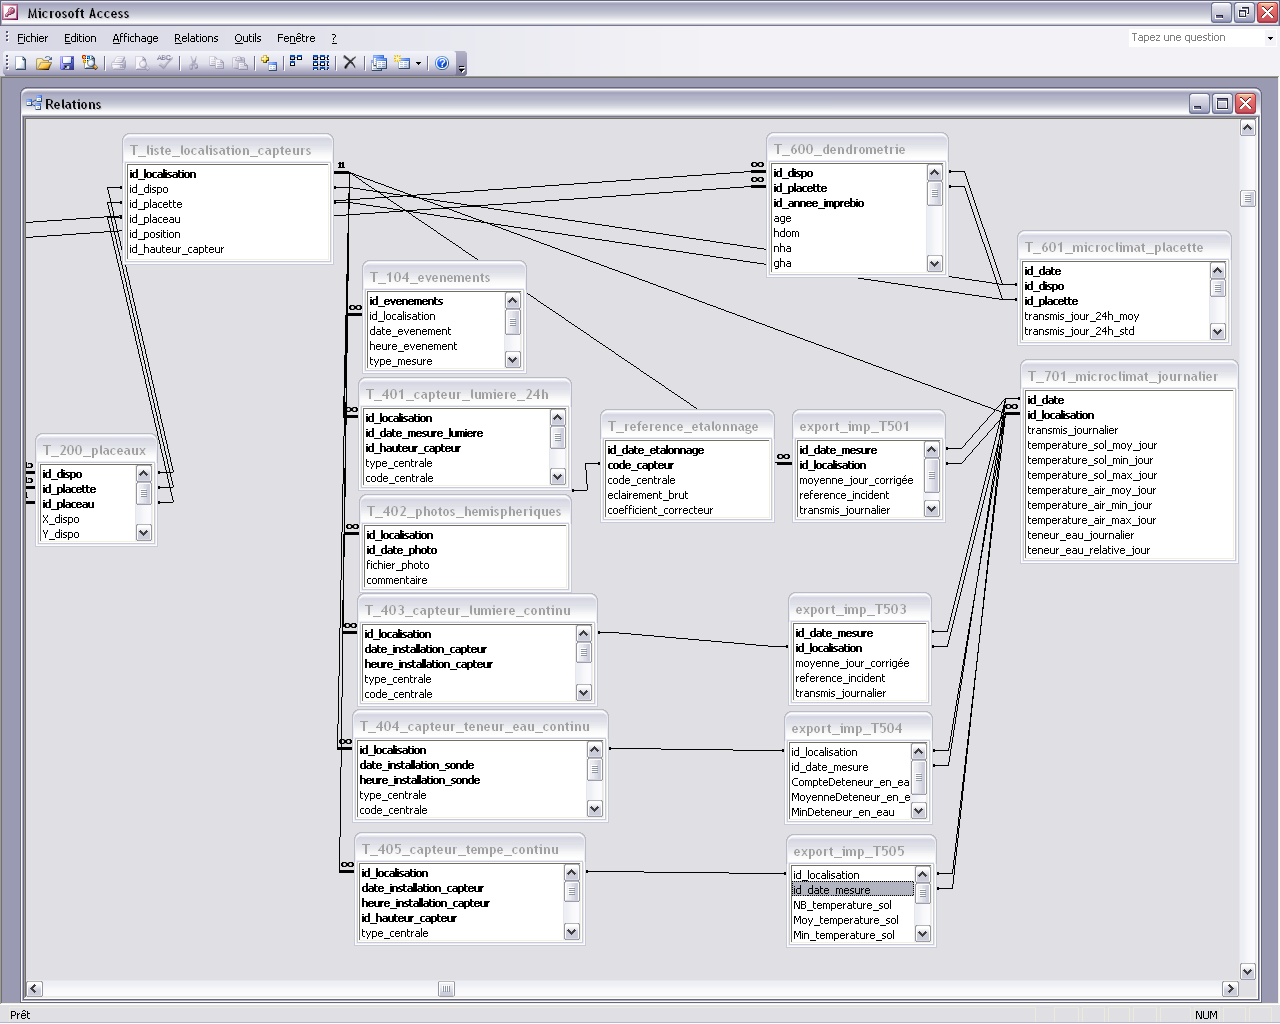 Microsoft Access
Fichier Edition Affichage Relations Outils Fenêtre ?
Tapez une question
Relations
T_liste_localisation_capteurs
id_localisation
id_dispo
id_placette
id_placeau
id_position
id_hauteur_capteur
T_600_dendrometrie
id_dispo
id_placette
id_annee_imprebio
age
hdom
nha
gha
T_601_microclimat_placette
id_date
id_dispo
id_placette
transmis_jour_24h_moy
transmis_jour_24h_std
T_104_evenements
id_evenements
id_localisation
date_evenement
heure_evenement
type_mesure
T_701_microclimat_journalier
id_date
id_localisation
transmis_journalier
temperature_sol_moy_jour
temperature_sol_min_jour
temperature_sol_max_jour
temperature_air_moy_jour
temperature_air_min_jour
temperature_air_max_jour
teneur_eau_journalier
teneur_eau_relative_jour
T_401_capteur_lumiere_24h
id_localisation
id_date_mesure_lumiere
id_hauteur_capteur
type_centrale
code_centrale
T_reference_etalonnage
id_date_etalonnage
code_capteur
code_centrale
eclairement_brut
coefficient_correcteur
export_imp_T501
id_date_mesure
id_localisation
moyenne_jour_corrigée
reference_incident
transmis_journalier
T_200_placeaux
id_dispo
id_placette
id_placeau
X_dispo
Y_dispo
T_402_photos_hemispheriques
id_localisation
id_date_photo
fichier_photo
commentaire
T_403_capteur_lumiere_continu
id_localisation
date_installation_capteur
heure_installation_capteur
type_centrale
code_centrale
export_imp_T503
id_date_mesure
id_localisation
moyenne_jour_corrigée
reference_incident
transmis_journalier
T_404_capteur_teneur_eau_continu
id_localisation
date_installation_sonde
heure_installation_sonde
type_centrale
code_centrale
export_imp_T504
id_localisation
id_date_mesure
CompteDeteneur_en_ea
MoyenneDeteneur_en_e
MinDeteneur_en_eau
T_405_capteur_tempe_continu
id_localisation
date_installation_capteur
heure_installation_capteur
id_hauteur_capteur
type_centrale
export_imp_T505
id_localisation
id_date_mesure
NB_temperature_sol
Moy_temperature_sol
Min_temperature_sol
Prêt
NUM